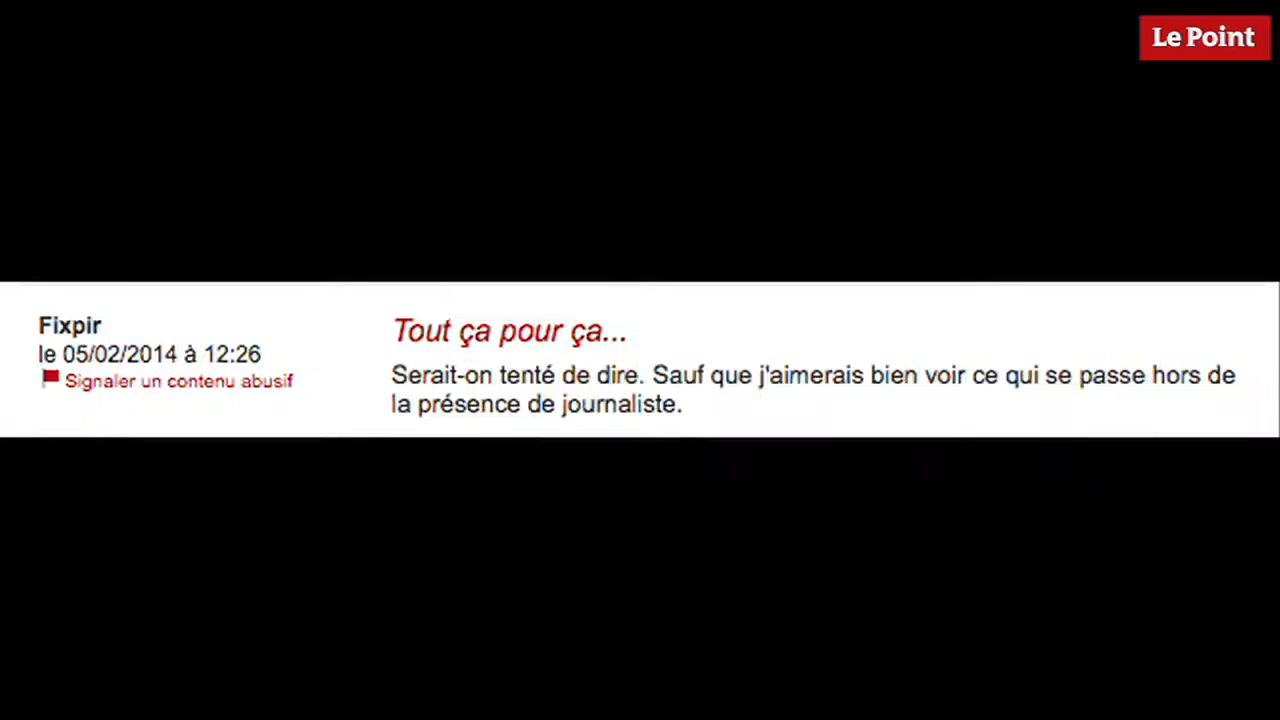 Le Point
Fixpir
le 05/02/2014 à 12:26
Signaler un contenu abusif
Tout ça pour ça...
Serait-on tenté de dire. Sauf que j'aimerais bien voir ce qui se passe hors de
la présence de journaliste.